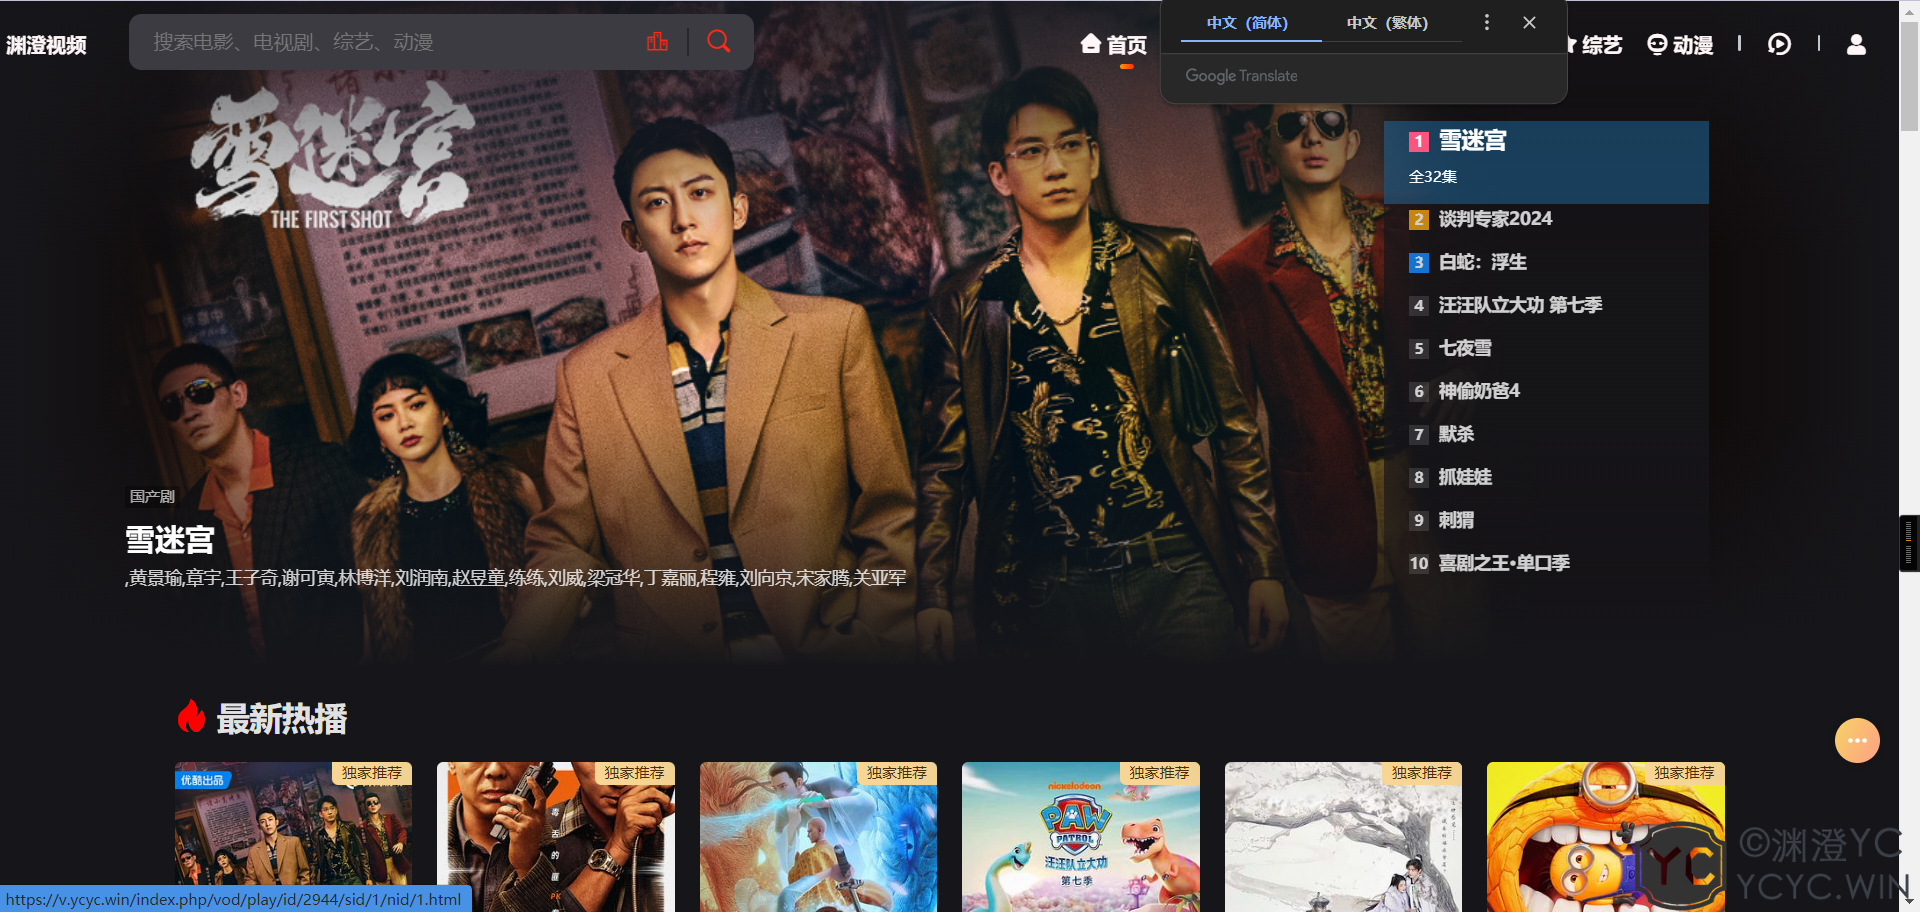 渊澄视频
搜索电影、电视剧、综艺、动漫
首页
中文（简体）
中文（繁体）
Google Translate
综艺
动漫
雪迷宫
THE FIRST SHOT
国产剧
雪迷宫
,黄景瑜,章宇,王子奇,谢可寅,林博洋,刘润南,赵昱童,练练,刘威,梁冠华,丁嘉丽,程雍,刘向京,宋家腾,关亚军
1 雪迷宫
全32集
2 谈判专家2024
3 白蛇：浮生
4 汪汪队立大功 第七季
5 七夜雪
6 神偷奶爸4
7 默杀
8 抓娃娃
9 刺猬
10 喜剧之王·单口季
最新热播
优酷出品
独家推荐
独家推荐
独家推荐
独家推荐
独家推荐
独家推荐
nickelodeon
PAW
PATROL
汪汪队立大功
第七季
YC
©渊澄YC
YCYC.WIN
https://v.ycyc.win/index.php/vod/play/id/2944/sid/1/nid/1.html